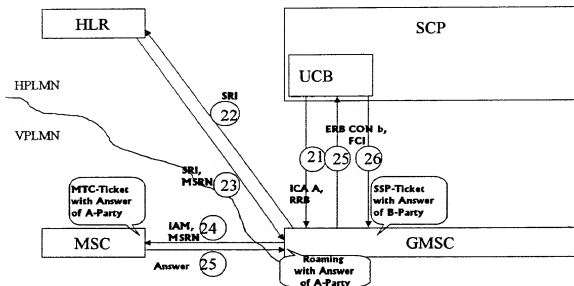 HLR
SCP
UCB
HPLMN
VPLMN
SRI
22
ERB CON b,
FCI
21
25
26
SRI,
MSRN
23
ICA A,
RRB
MTC-Ticket
with Answer
of A-Party
SSP-Ticket
with Answer
of B-Party
IAM,
MSRN
24
MSC
GMSC
Answer
25
Roaming
with Answer
of A-Party